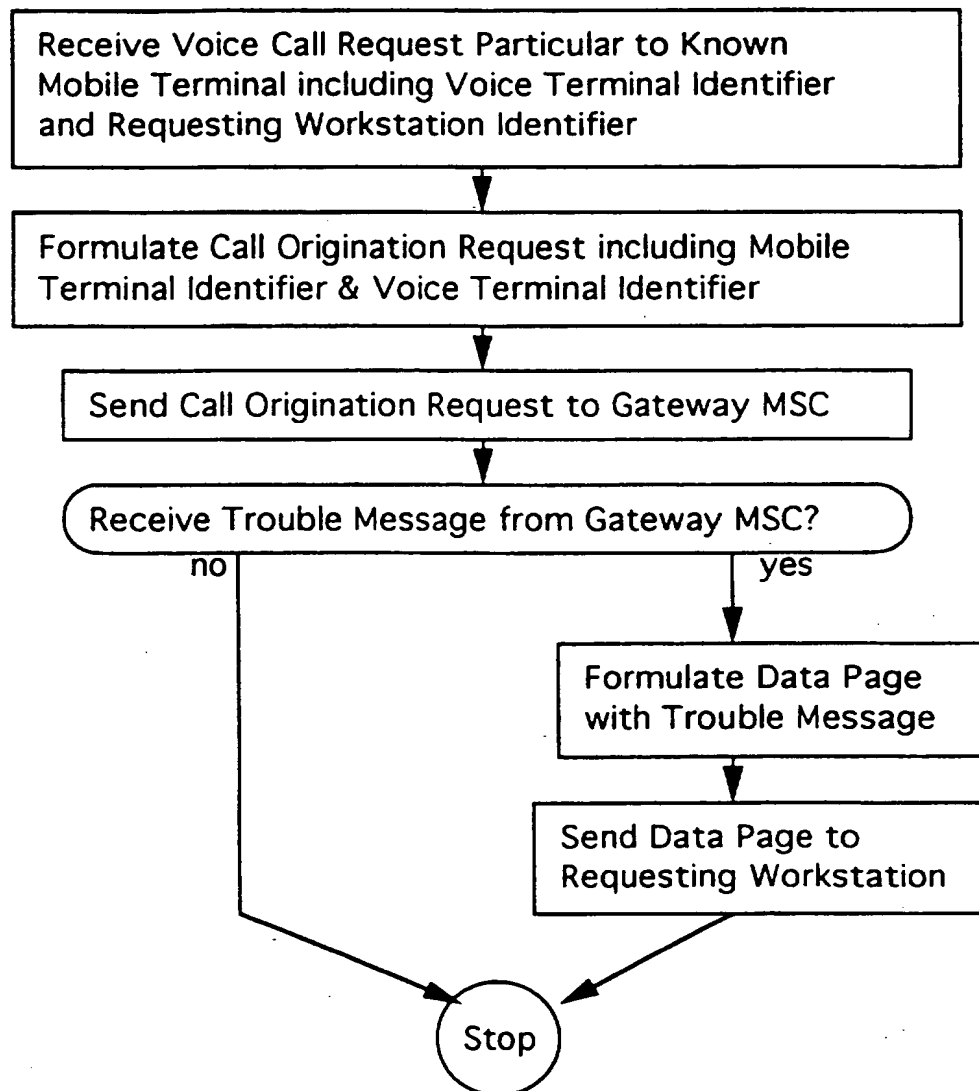 Receive Voice Call Request Particular to Known
Mobile Terminal including Voice Terminal Identifier
and Requesting Workstation Identifier
Formulate Call Origination Request including Mobile
Terminal Identifier & Voice Terminal Identifier
Send Call Origination Request to Gateway MSC
Receive Trouble Message from Gateway MSC?
no
yes
Formulate Data Page
with Trouble Message
Send Data Page to
Requesting Workstation
Stop